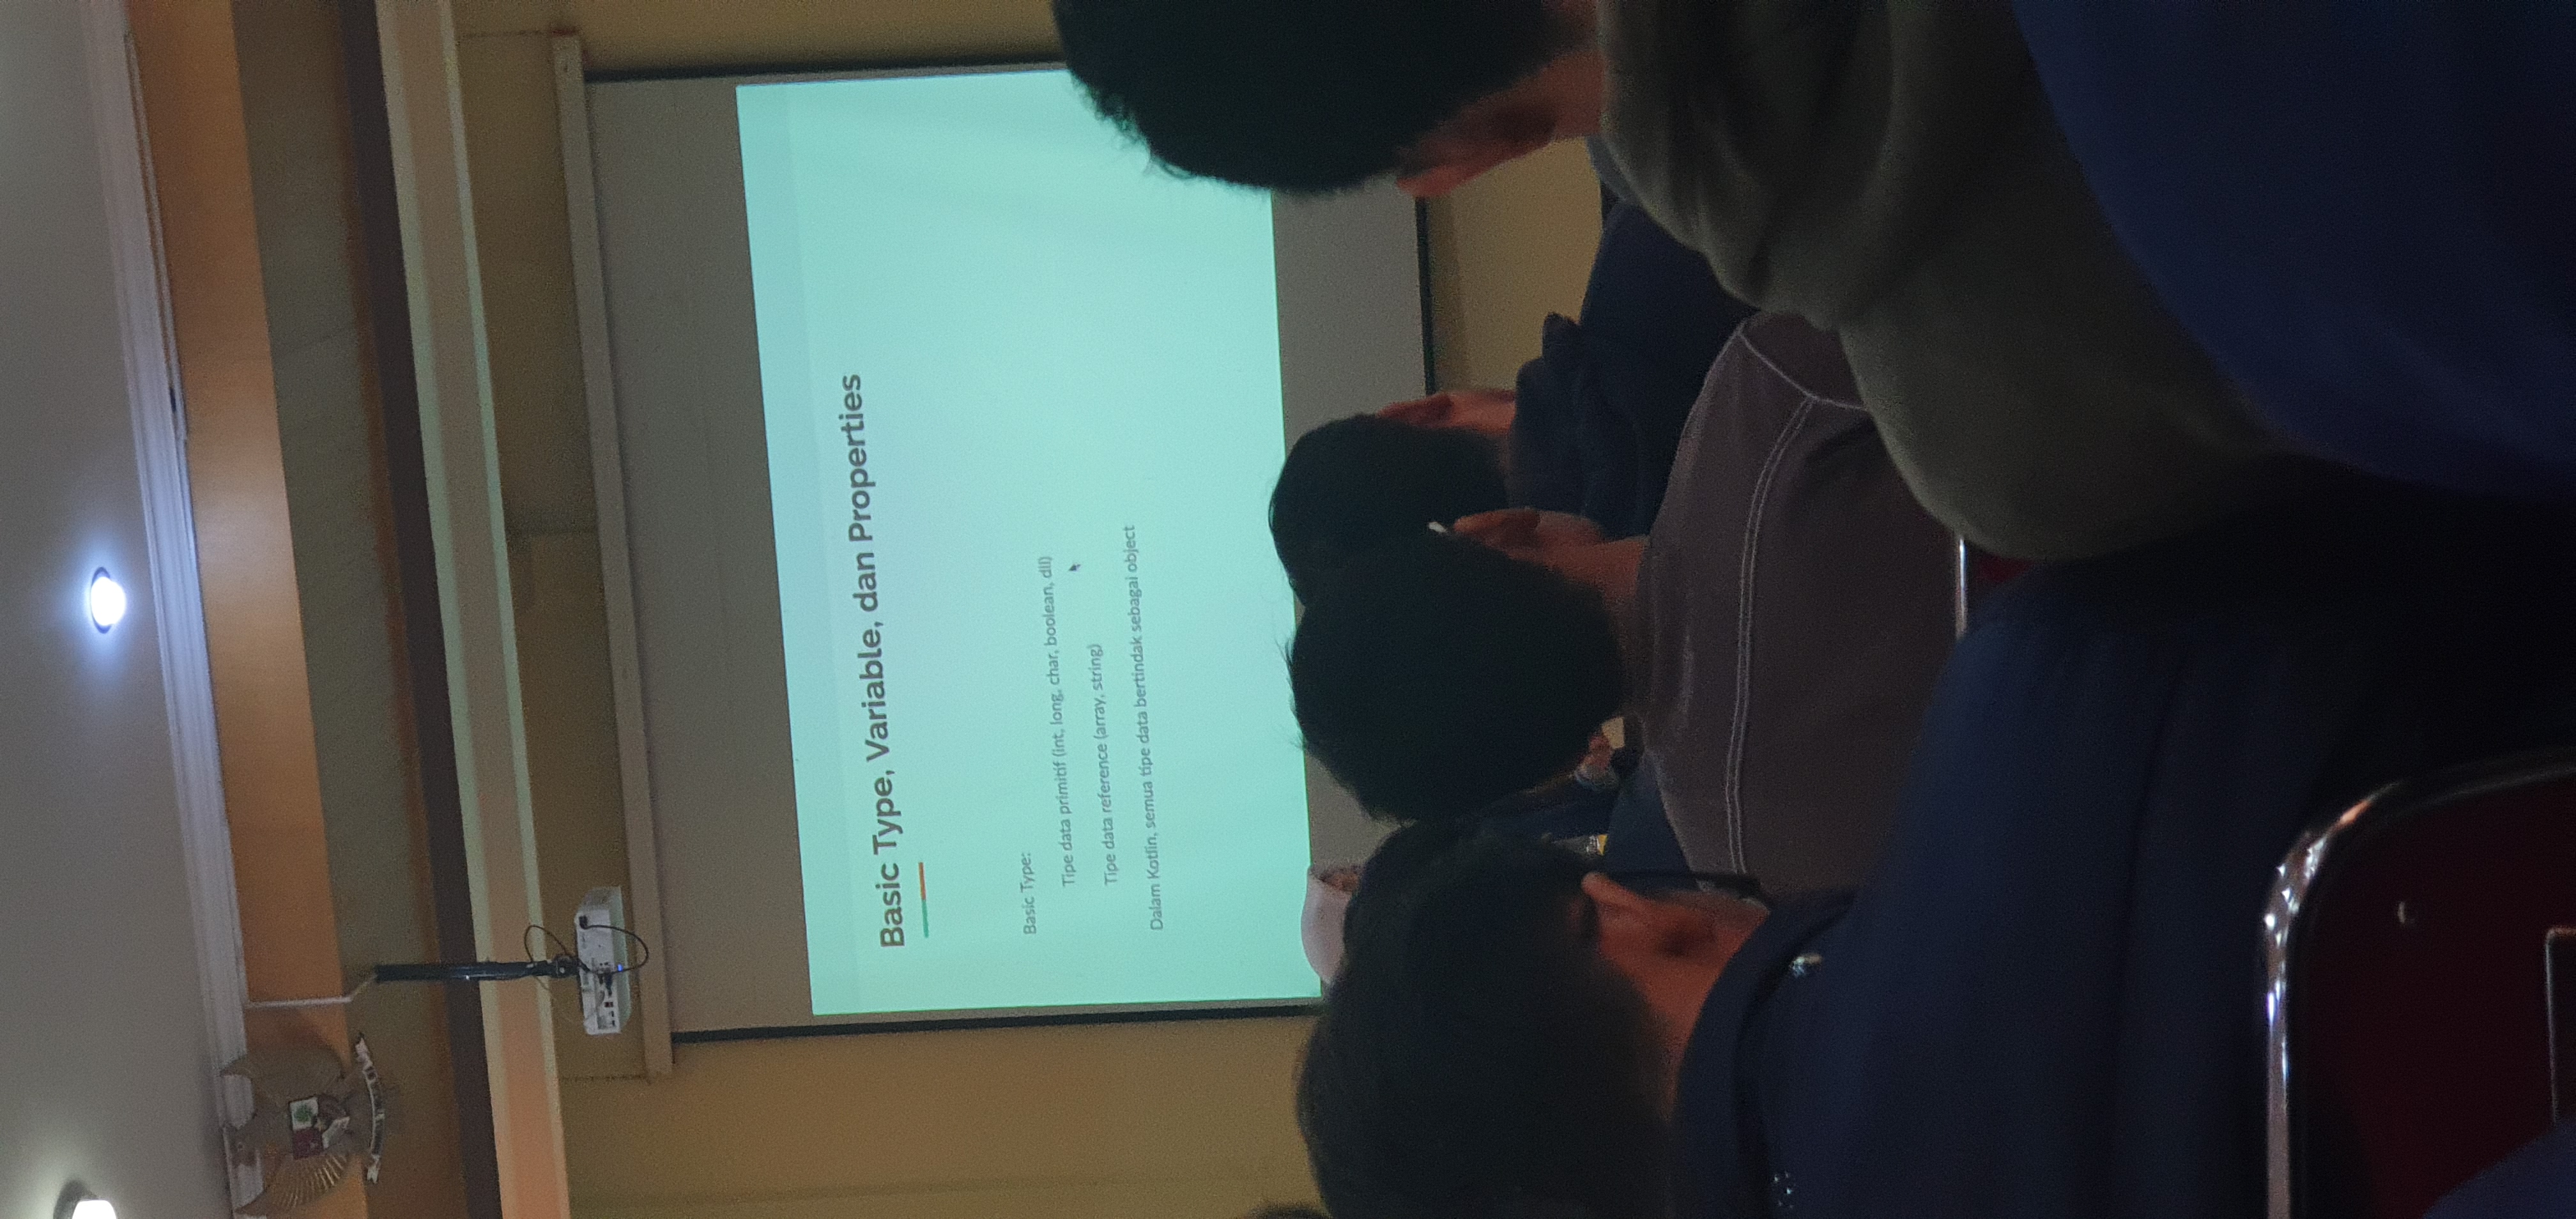 Basic Type, Variable, dan Properties
Basic Type:
Tipe data primitif (int, long, char, boolean, dll)
Tipe data reference (array, string)
Dalam Kotlin, semua tipe data bertindak sebagai object